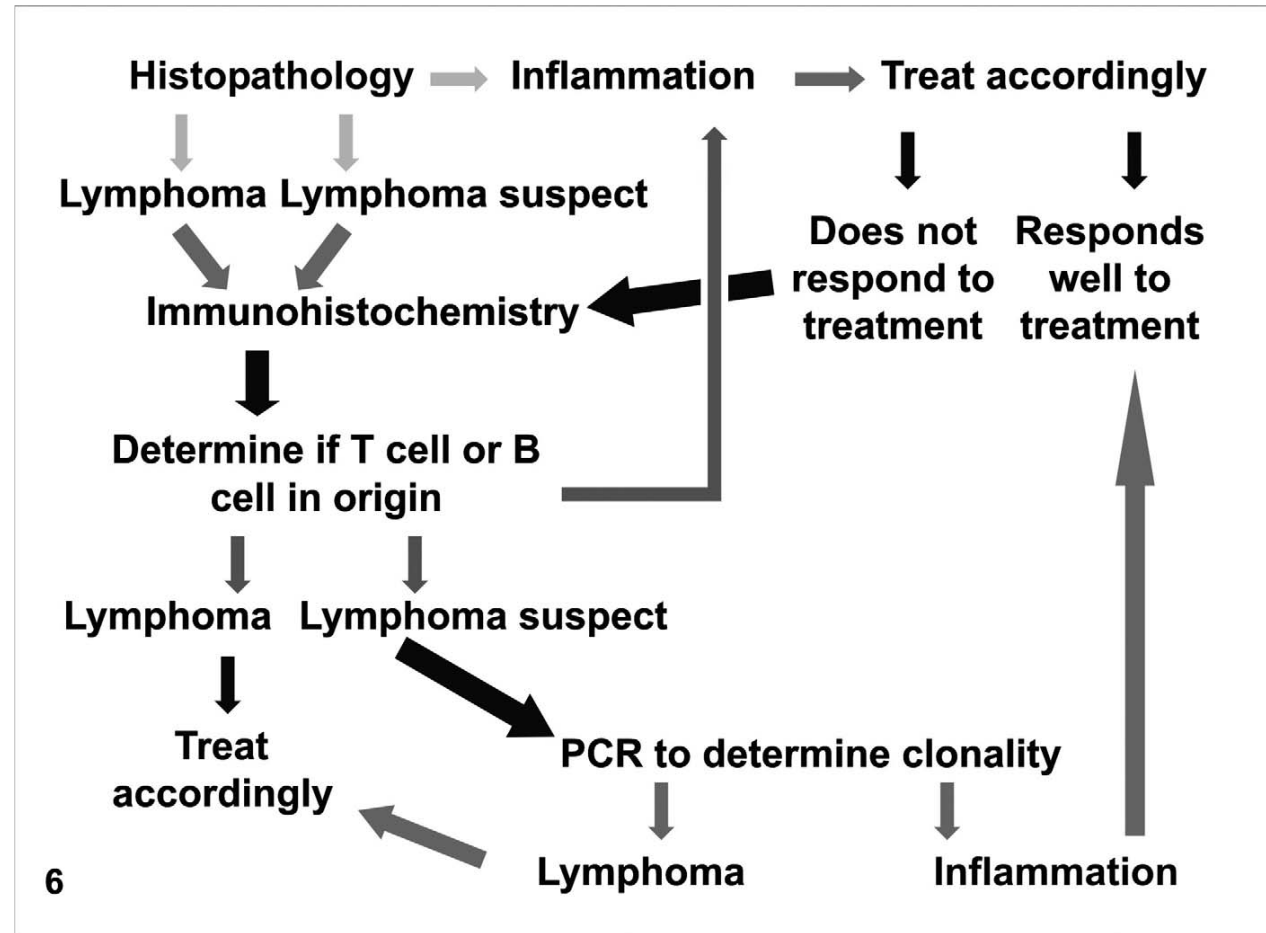 Histopathology
Inflammation
Treat accordingly
Lymphoma
Lymphoma suspect
Does not
respond to
treatment
Responds
well to
treatment
Immunohistochemistry
Determine if T cell or B
cell in origin
Lymphoma
Lymphoma suspect
Treat
accordingly
PCR to determine clonality
Lymphoma
Inflammation
6